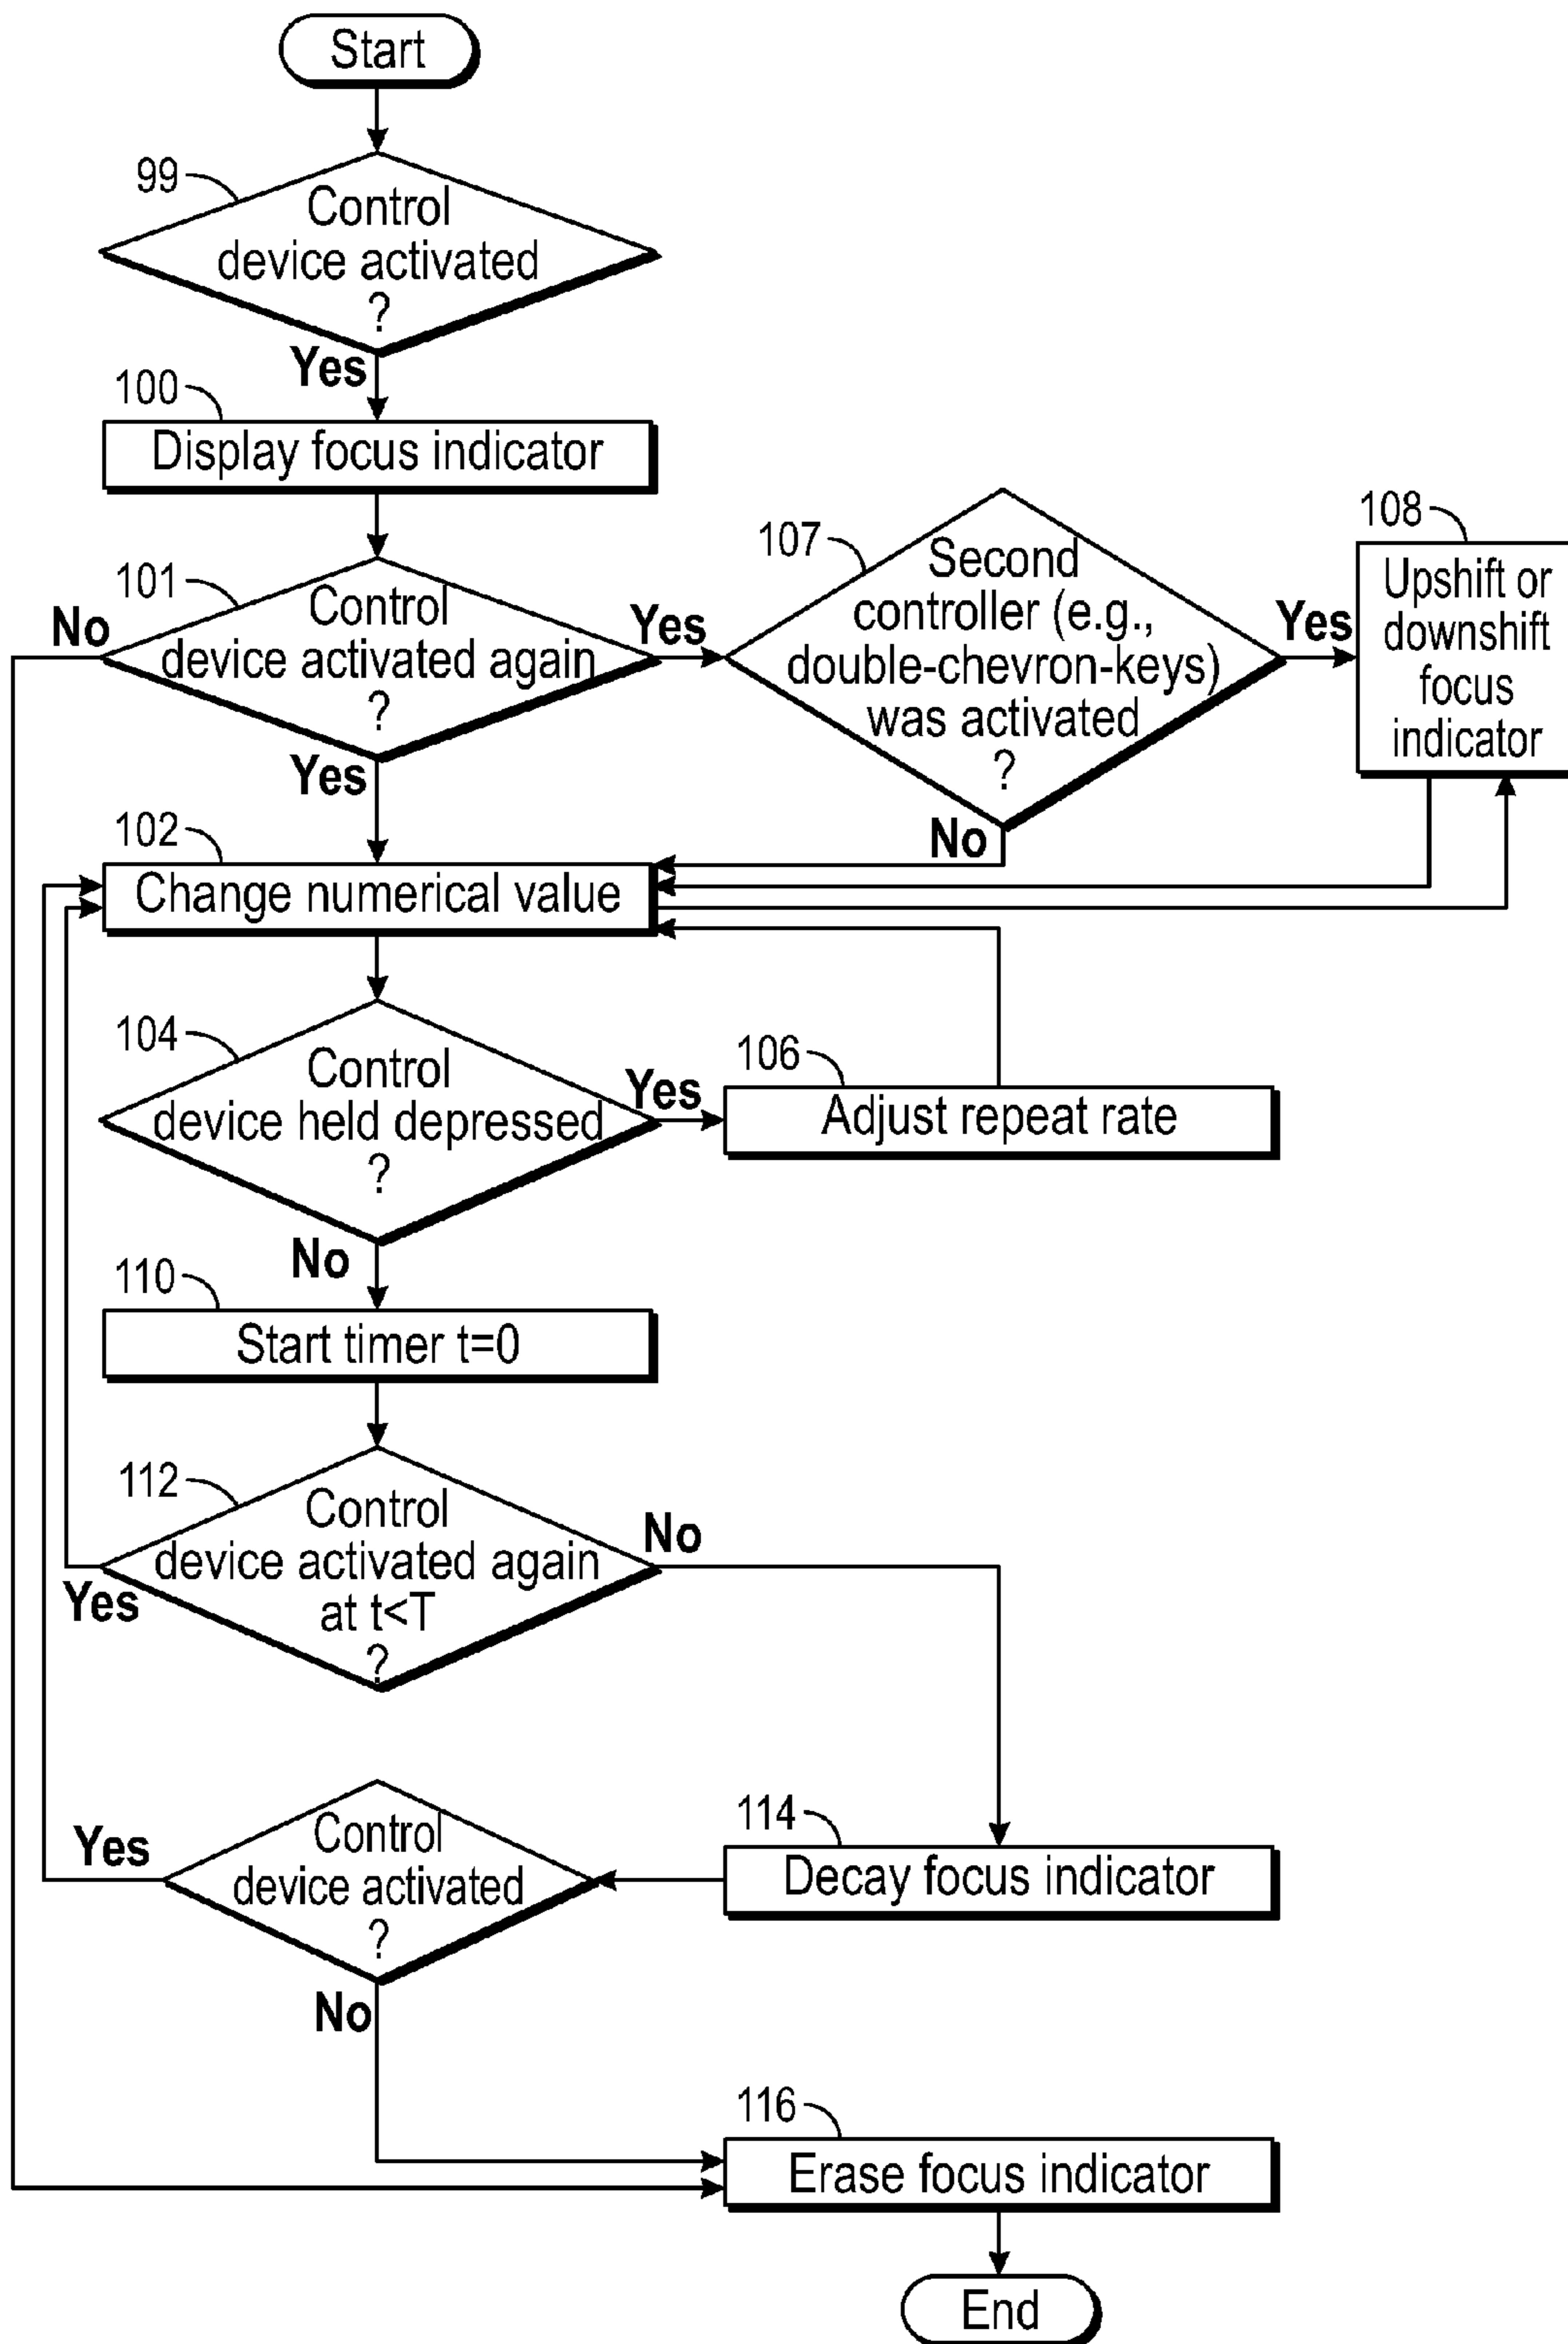 Start
99
Control
device activated
?
Yes
100
Display focus indicator
101
Control
device activated again
?
No
Yes
Yes
107
Second
controller (e.g.,
double-chevron-keys)
was activated
?
Yes
No
108
Upshift or
downshift
focus
indicator
102
Change numerical value
104
Control
device held depressed
?
Yes
No
106
Adjust repeat rate
110
Start timer t=0
112
Control
device activated again
at t<T
?
No
Yes
114
Decay focus indicator
Control
device activated
?
Yes
No
116
Erase focus indicator
End